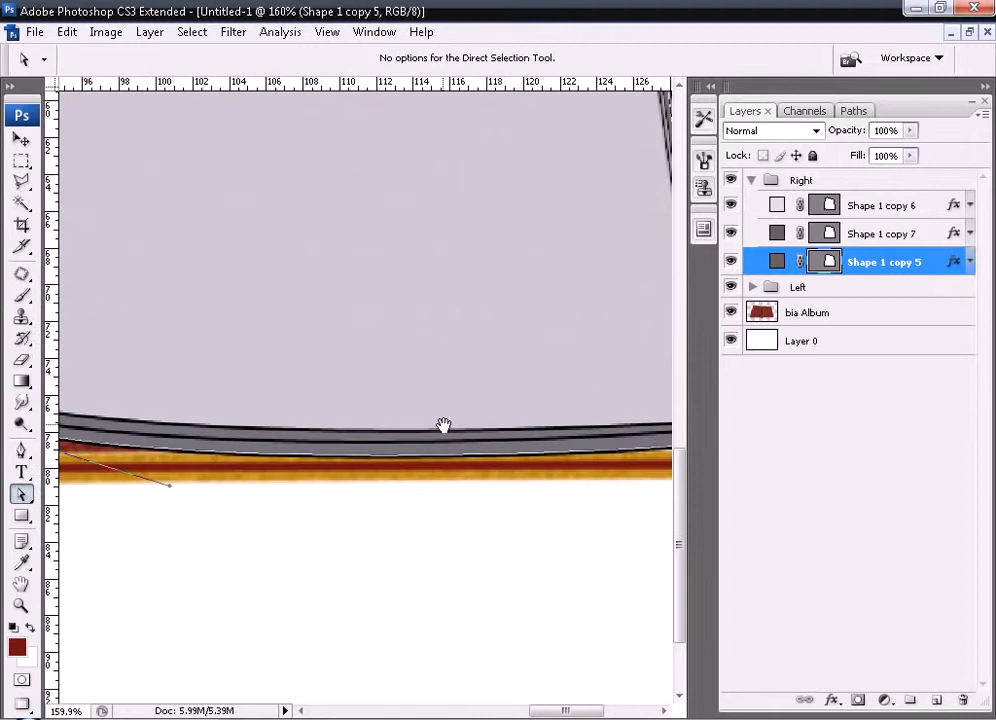 Adobe Photoshop CS3 Extended - [Untitled-1 @ 160% (Shape 1 copy 5, RGB/8)]
File Edit Image Layer Select Filter Analysis View Window Help
No options for the Direct Selection Tool.
Workspace
96 98 100 102 104 106 108 110 112 114 116 118 120 122 124 126
Layers × Channels Paths
Normal Opacity: 100%
Lock: Fill: 100%
Right
Shape 1 copy 6 fx
Shape 1 copy 7 fx
Shape 1 copy 5 fx
Left
bia Album
Layer 0
159.9% Doc: 5.99M/5.39M